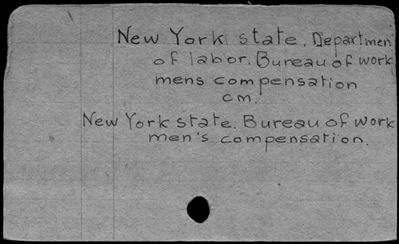 New York state. Departmen
of labor. Bureau of work
mens compensation
cm.
New York state. Bureau of work
men's compensation.